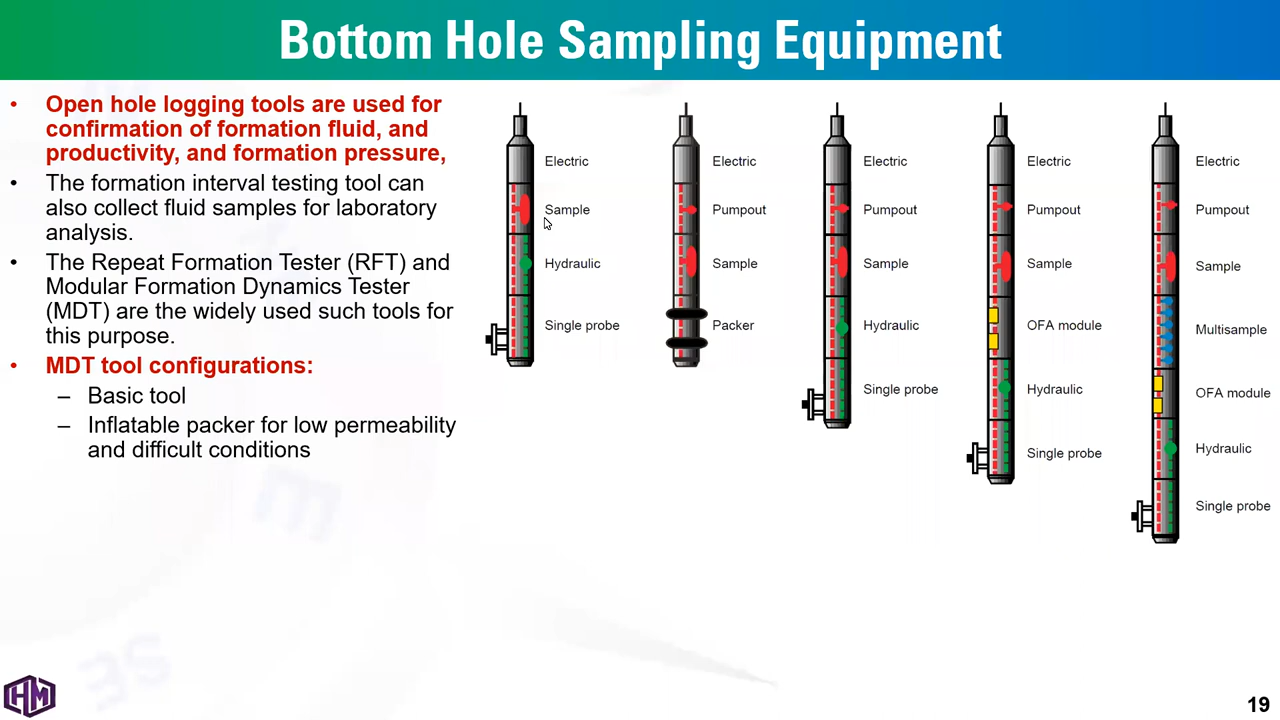 Bottom Hole Sampling Equipment
• Open hole logging tools are used for
confirmation of formation fluid, and
productivity, and formation pressure,
• The formation interval testing tool can
also collect fluid samples for laboratory
analysis.
• The Repeat Formation Tester (RFT) and
Modular Formation Dynamics Tester
(MDT) are the widely used such tools for
this purpose.
• MDT tool configurations:
– Basic tool
– Inflatable packer for low permeability
and difficult conditions
Electric
Sample
Hydraulic
Single probe
Electric
Pumpout
Sample
Packer
Electric
Pumpout
Sample
Hydraulic
Single probe
Electric
Pumpout
Sample
OFA module
Hydraulic
Single probe
Electric
Pumpout
Sample
Multisample
OFA module
Hydraulic
Single probe
HM
19